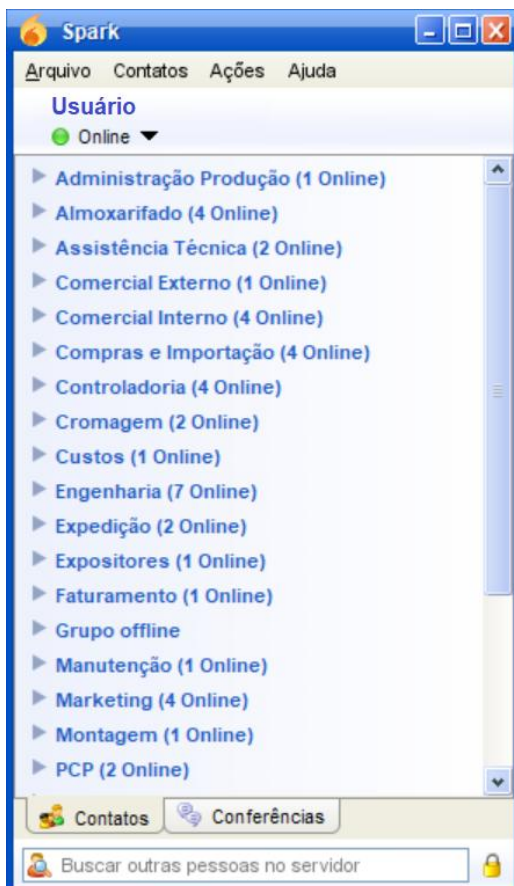 Spark
Arquivo Contatos Ações Ajuda
Usuário
Online
Administração Produção (1 Online)
Almoxarifado (4 Online)
Assistência Técnica (2 Online)
Comercial Externo (1 Online)
Comercial Interno (4 Online)
Compras e Importação (4 Online)
Controladoria (4 Online)
Cromagem (2 Online)
Custos (1 Online)
Engenharia (7 Online)
Expedição (2 Online)
Expositores (1 Online)
Faturamento (1 Online)
Grupo offline
Manutenção (1 Online)
Marketing (4 Online)
Montagem (1 Online)
PCP (2 Online)
Contatos Conferências
Buscar outras pessoas no servidor